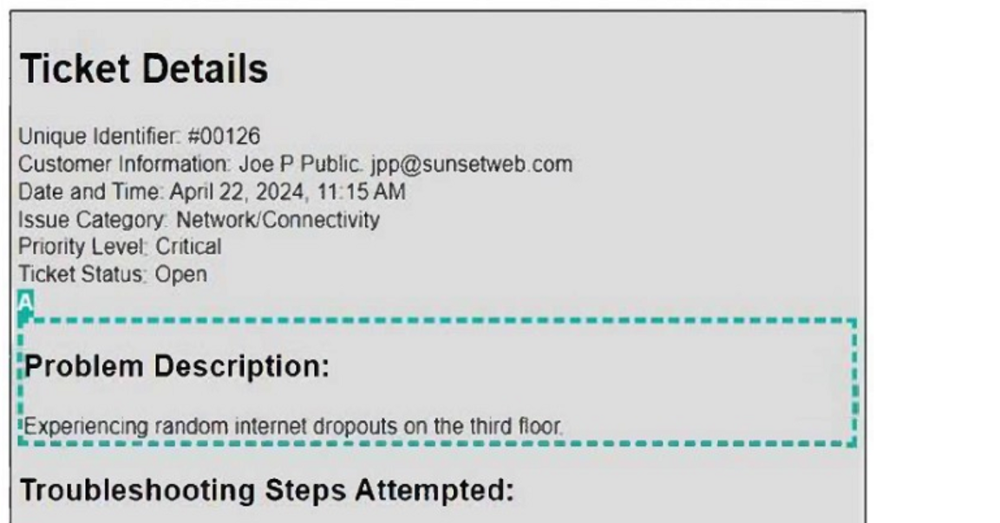 Ticket Details
Unique Identifier: #00126
Customer Information: Joe P Public. jpp@sunsetweb.com
Date and Time: April 22, 2024, 11:15 AM
Issue Category: Network/Connectivity
Priority Level: Critical
Ticket Status: Open
A
Problem Description:
Experiencing random internet dropouts on the third floor.
Troubleshooting Steps Attempted: